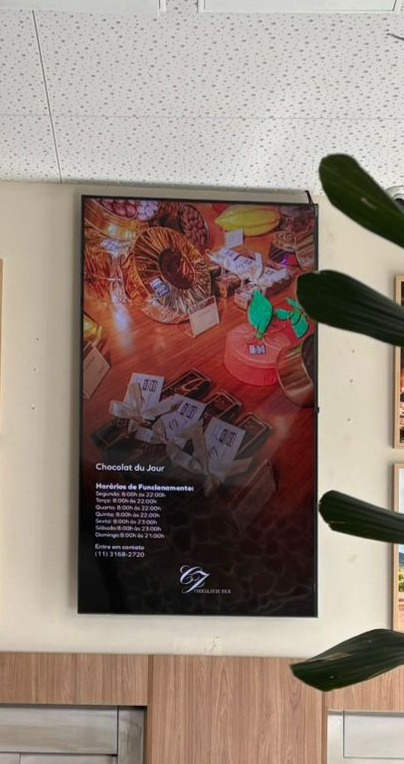 Chocolat du Jour
Horários de Funcionamento:
Segunda: 8:00h às 22:00h
Terça: 8:00h às 22:00h
Quarta: 8:00h às 22:00h
Quinta: 8:00h às 22:00h
Sexta: 8:00h às 23:00h
Sábado: 8:00h às 23:00h
Domingo: 8:00h às 21:00h
Entre em contato
(11) 3168-2720
CJ
CHOCOLAT DU JOUR